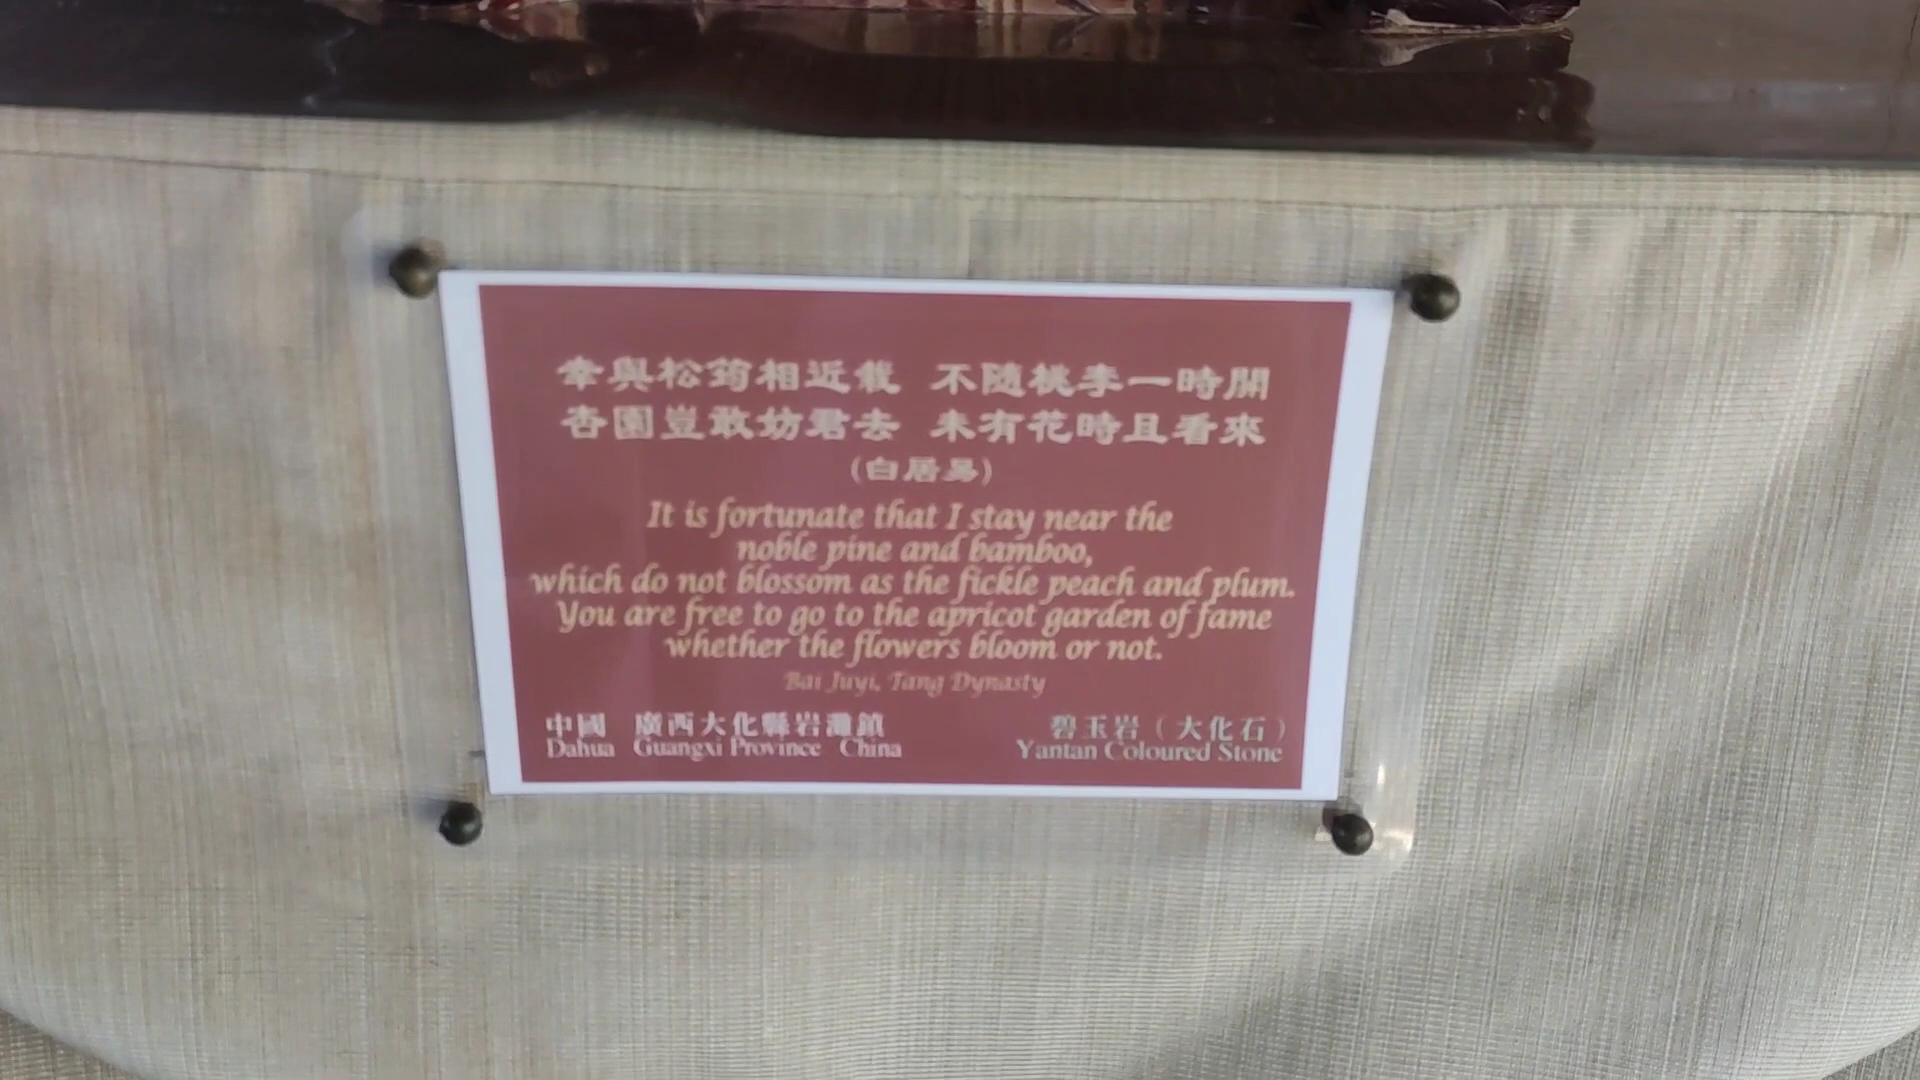 幸與松筠相近栽 不隨桃李一時開
杏園豈敢妨君去 未有花時且看來
(白居易)
It is fortunate that I stay near the
noble pine and bamboo,
which do not blossom as the fickle peach and plum.
You are free to go to the apricot garden of fame
whether the flowers bloom or not.
Bai Juyi, Tang Dynasty
中國 廣西大化縣岩灘鎮
Dahua Guangxi Province China
碧玉岩（大化石）
Yantan Coloured Stone